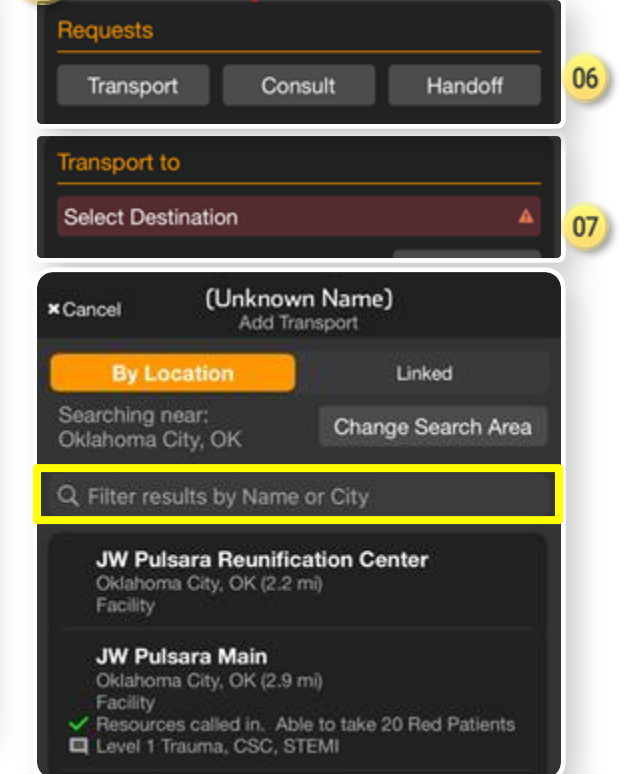 Requests
Transport Consult Handoff
06
Transport to
Select Destination
07
×Cancel
(Unknown Name)
Add Transport
By Location Linked
Searching near:
Oklahoma City, OK
Change Search Area
Filter results by Name or City
JW Pulsara Reunification Center
Oklahoma City, OK (2.2 mi)
Facility
JW Pulsara Main
Oklahoma City, OK (2.9 mi)
Facility
Resources called in. Able to take 20 Red Patients
Level 1 Trauma, CSC, STEMI